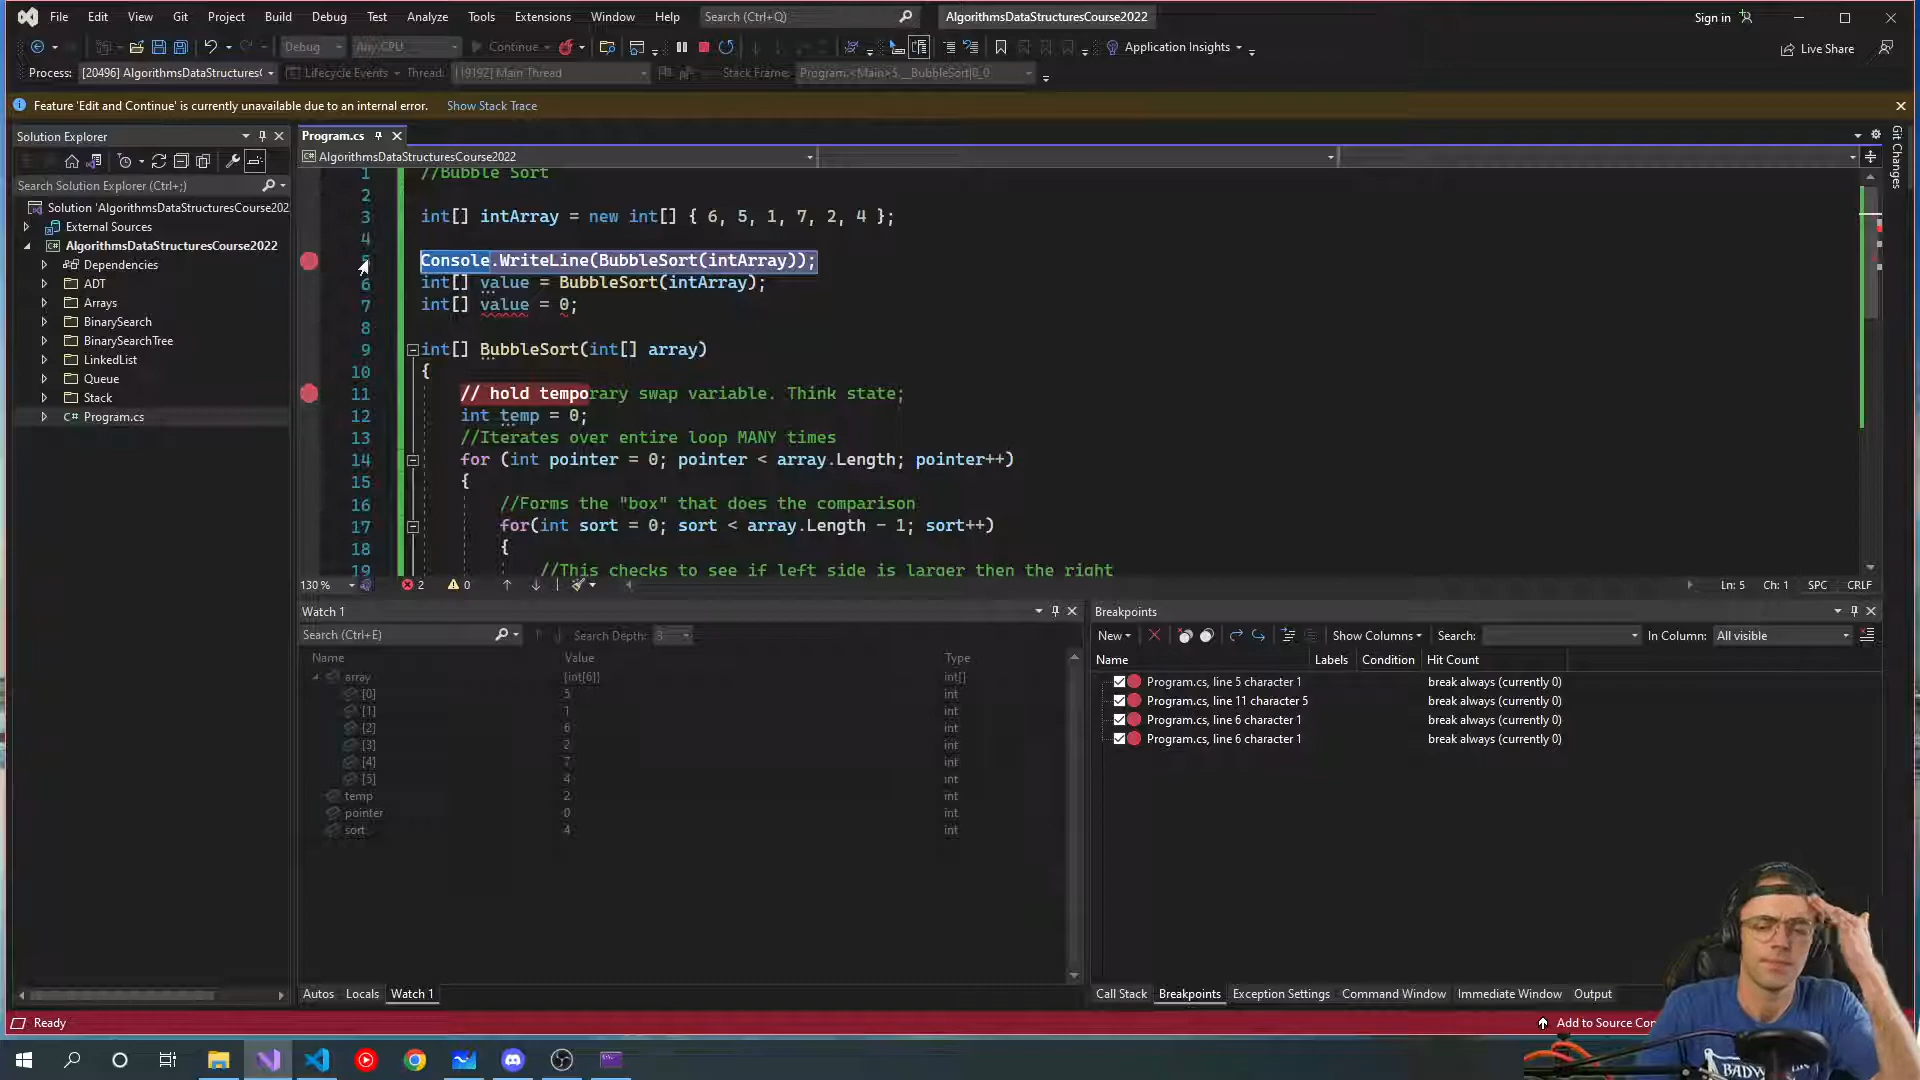 File Edit View Git Project Build Debug Test Analyze Tools Extensions Window Help Search (Ctrl+Q) AlgorithmsDataStructuresCourse2022 Sign in
Debug Any CPU Continue Application Insights Live Share
Process: [20496] AlgorithmsDataStructures( Lifecycle Events Thread: [9192] Main Thread Stack Frame: Program.<Main>$.__BubbleSort|0_0
Feature 'Edit and Continue' is currently unavailable due to an internal error. Show Stack Trace
Solution Explorer
Search Solution Explorer (Ctrl+;)
Solution 'AlgorithmsDataStructuresCourse202
External Sources
AlgorithmsDataStructuresCourse2022
Dependencies
ADT
Arrays
BinarySearch
BinarySearchTree
LinkedList
Queue
Stack
C# Program.cs
Program.cs
AlgorithmsDataStructuresCourse2022
1 //Bubble Sort
2
3 int[] intArray = new int[] { 6, 5, 1, 7, 2, 4 };
4
5 Console.WriteLine(BubbleSort(intArray));
6 int[] value = BubbleSort(intArray);
7 int[] value = 0;
8
9 int[] BubbleSort(int[] array)
10 {
11 // hold temporary swap variable. Think state;
12 int temp = 0;
13 //Iterates over entire loop MANY times
14 for (int pointer = 0; pointer < array.Length; pointer++)
15 {
16 //Forms the "box" that does the comparison
17 for(int sort = 0; sort < array.Length - 1; sort++)
18 {
19 //This checks to see if left side is larger then the right
130 % 2 0 Ln: 5 Ch: 1 SPC CRLF
Git Changes
Watch 1
Search (Ctrl+E) Search Depth: 3
Name Value Type
array {int[6]} int[]
[0] 5 int
[1] 1 int
[2] 6 int
[3] 2 int
[4] 7 int
[5] 4 int
temp 2 int
pointer 0 int
sort 4 int
Autos Locals Watch 1
Breakpoints
New Show Columns Search: In Column: All visible
Name Labels Condition Hit Count
Program.cs, line 5 character 1 break always (currently 0)
Program.cs, line 11 character 5 break always (currently 0)
Program.cs, line 6 character 1 break always (currently 0)
Program.cs, line 6 character 1 break always (currently 0)
Call Stack Breakpoints Exception Settings Command Window Immediate Window Output
Ready Add to Source Con